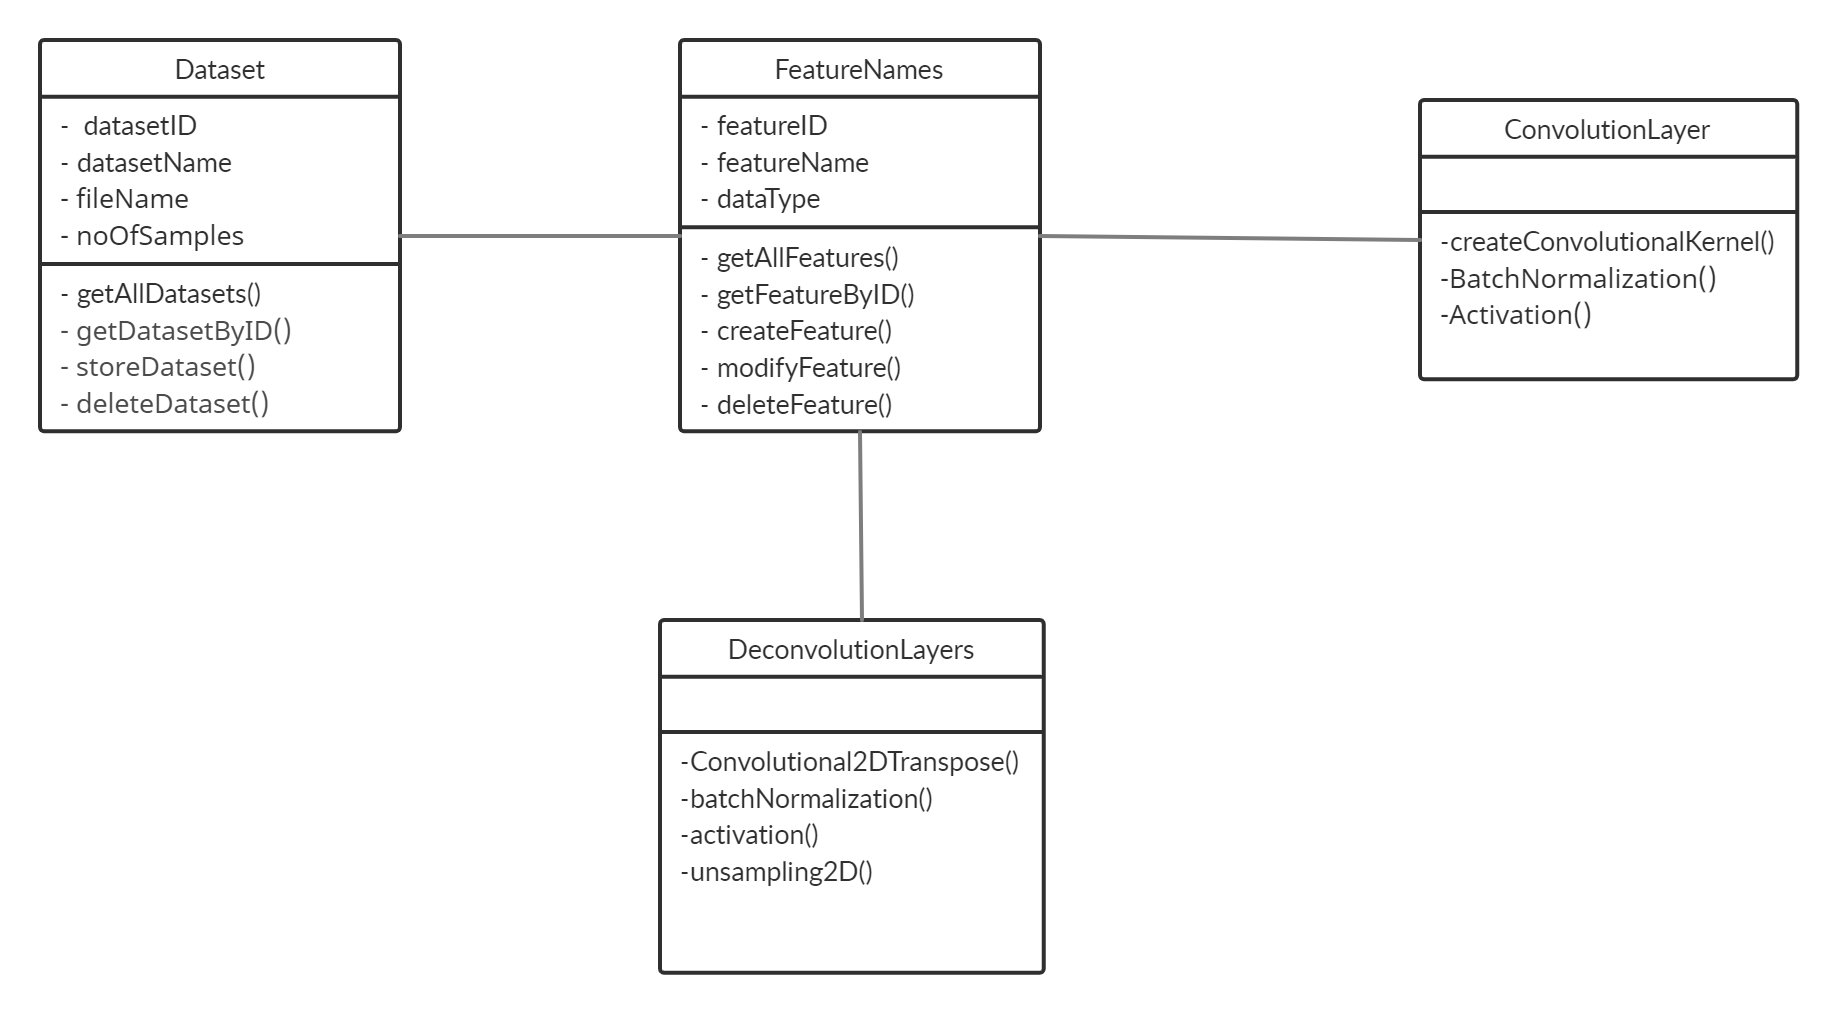 Dataset
-  datasetID
- datasetName
- fileName
- noOfSamples
- getAllDatasets()
- getDatasetByID()
- storeDataset()
- deleteDataset()
FeatureNames
- featureID
- featureName
- dataType
- getAllFeatures()
- getFeatureByID()
- createFeature()
- modifyFeature()
- deleteFeature()
ConvolutionLayer
-createConvolutionalKernel()
-BatchNormalization()
-Activation()
DeconvolutionLayers
-Convolutional2DTranspose()
-batchNormalization()
-activation()
-unsampling2D()